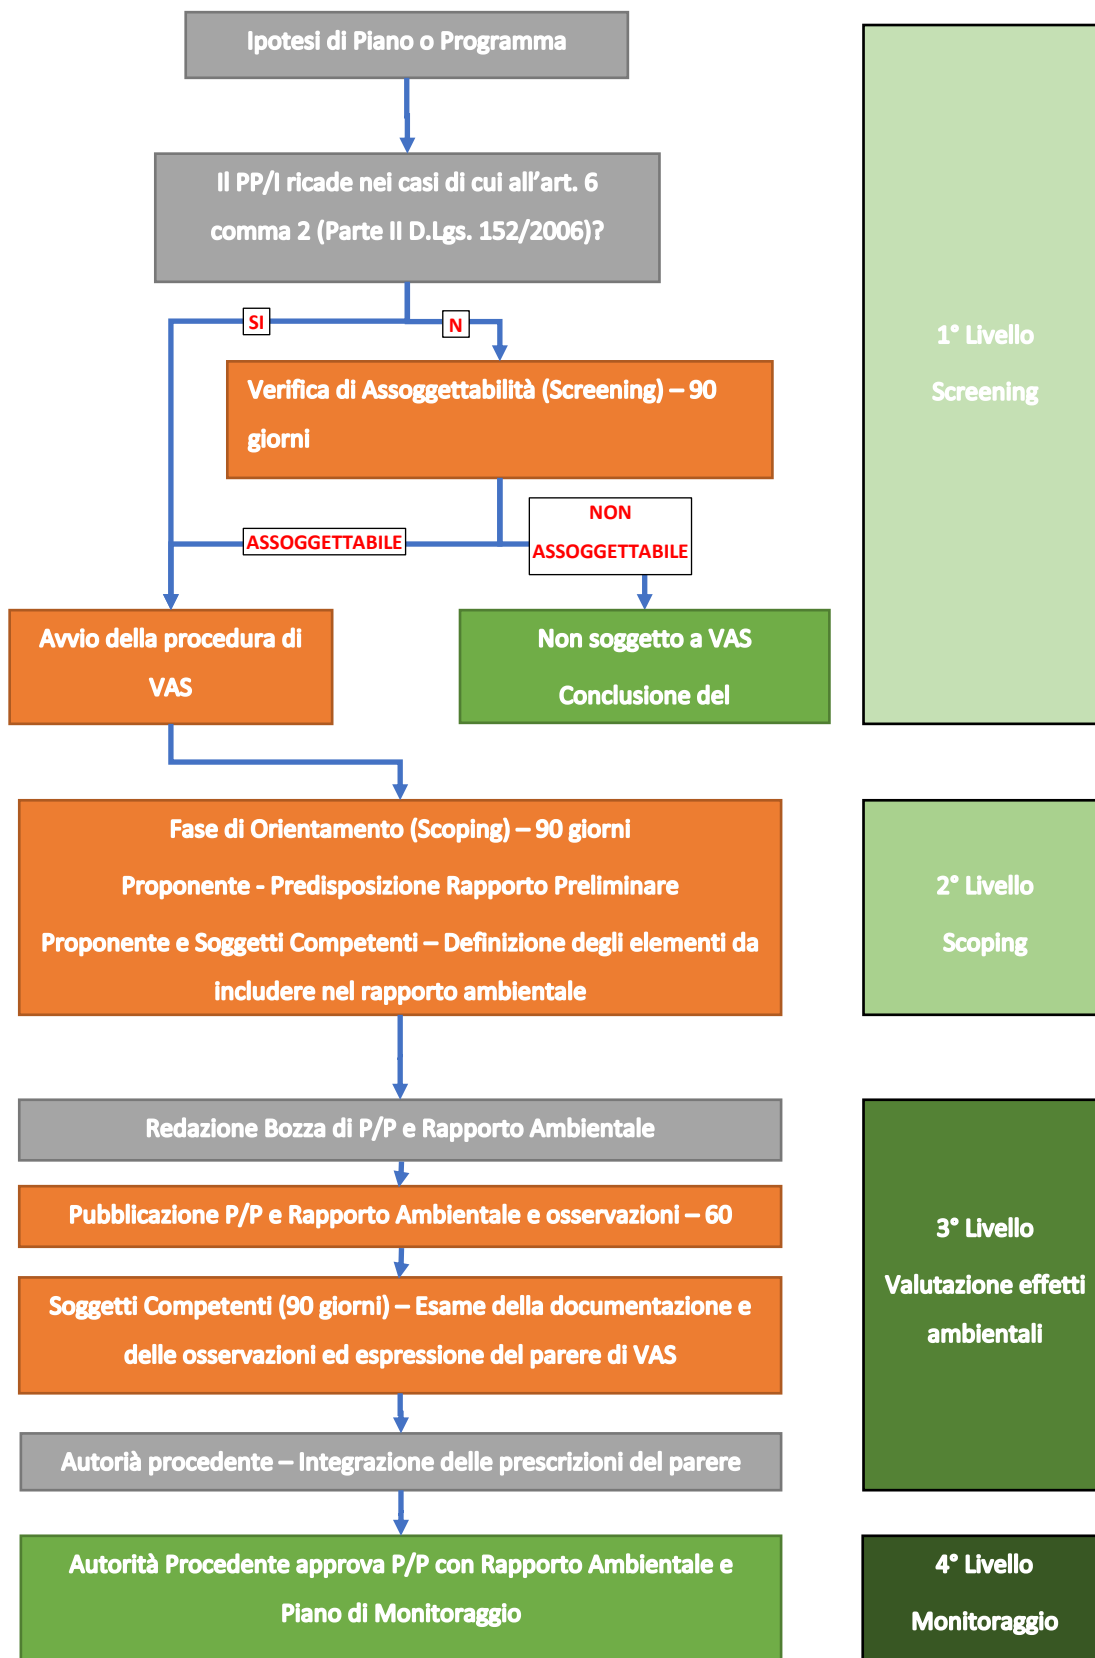 Ipotesi di Piano o Programma
Il PP/I ricade nei casi di cui all'art. 6
comma 2 (Parte II D.Lgs. 152/2006)?
SI
N
Verifica di Assoggettabilità (Screening) – 90
giorni
ASSOGGETTABILE
NON
ASSOGGETTABILE
Avvio della procedura di
VAS
Non soggetto a VAS
Conclusione del
1° Livello
Screening
Fase di Orientamento (Scoping) – 90 giorni
Proponente - Predisposizione Rapporto Preliminare
Proponente e Soggetti Competenti – Definizione degli elementi da
includere nel rapporto ambientale
2° Livello
Scoping
Redazione Bozza di P/P e Rapporto Ambientale
Pubblicazione P/P e Rapporto Ambientale e osservazioni – 60
Soggetti Competenti (90 giorni) – Esame della documentazione e
delle osservazioni ed espressione del parere di VAS
Autorià procedente – Integrazione delle prescrizioni del parere
3° Livello
Valutazione effetti
ambientali
Autorità Procedente approva P/P con Rapporto Ambientale e
Piano di Monitoraggio
4° Livello
Monitoraggio